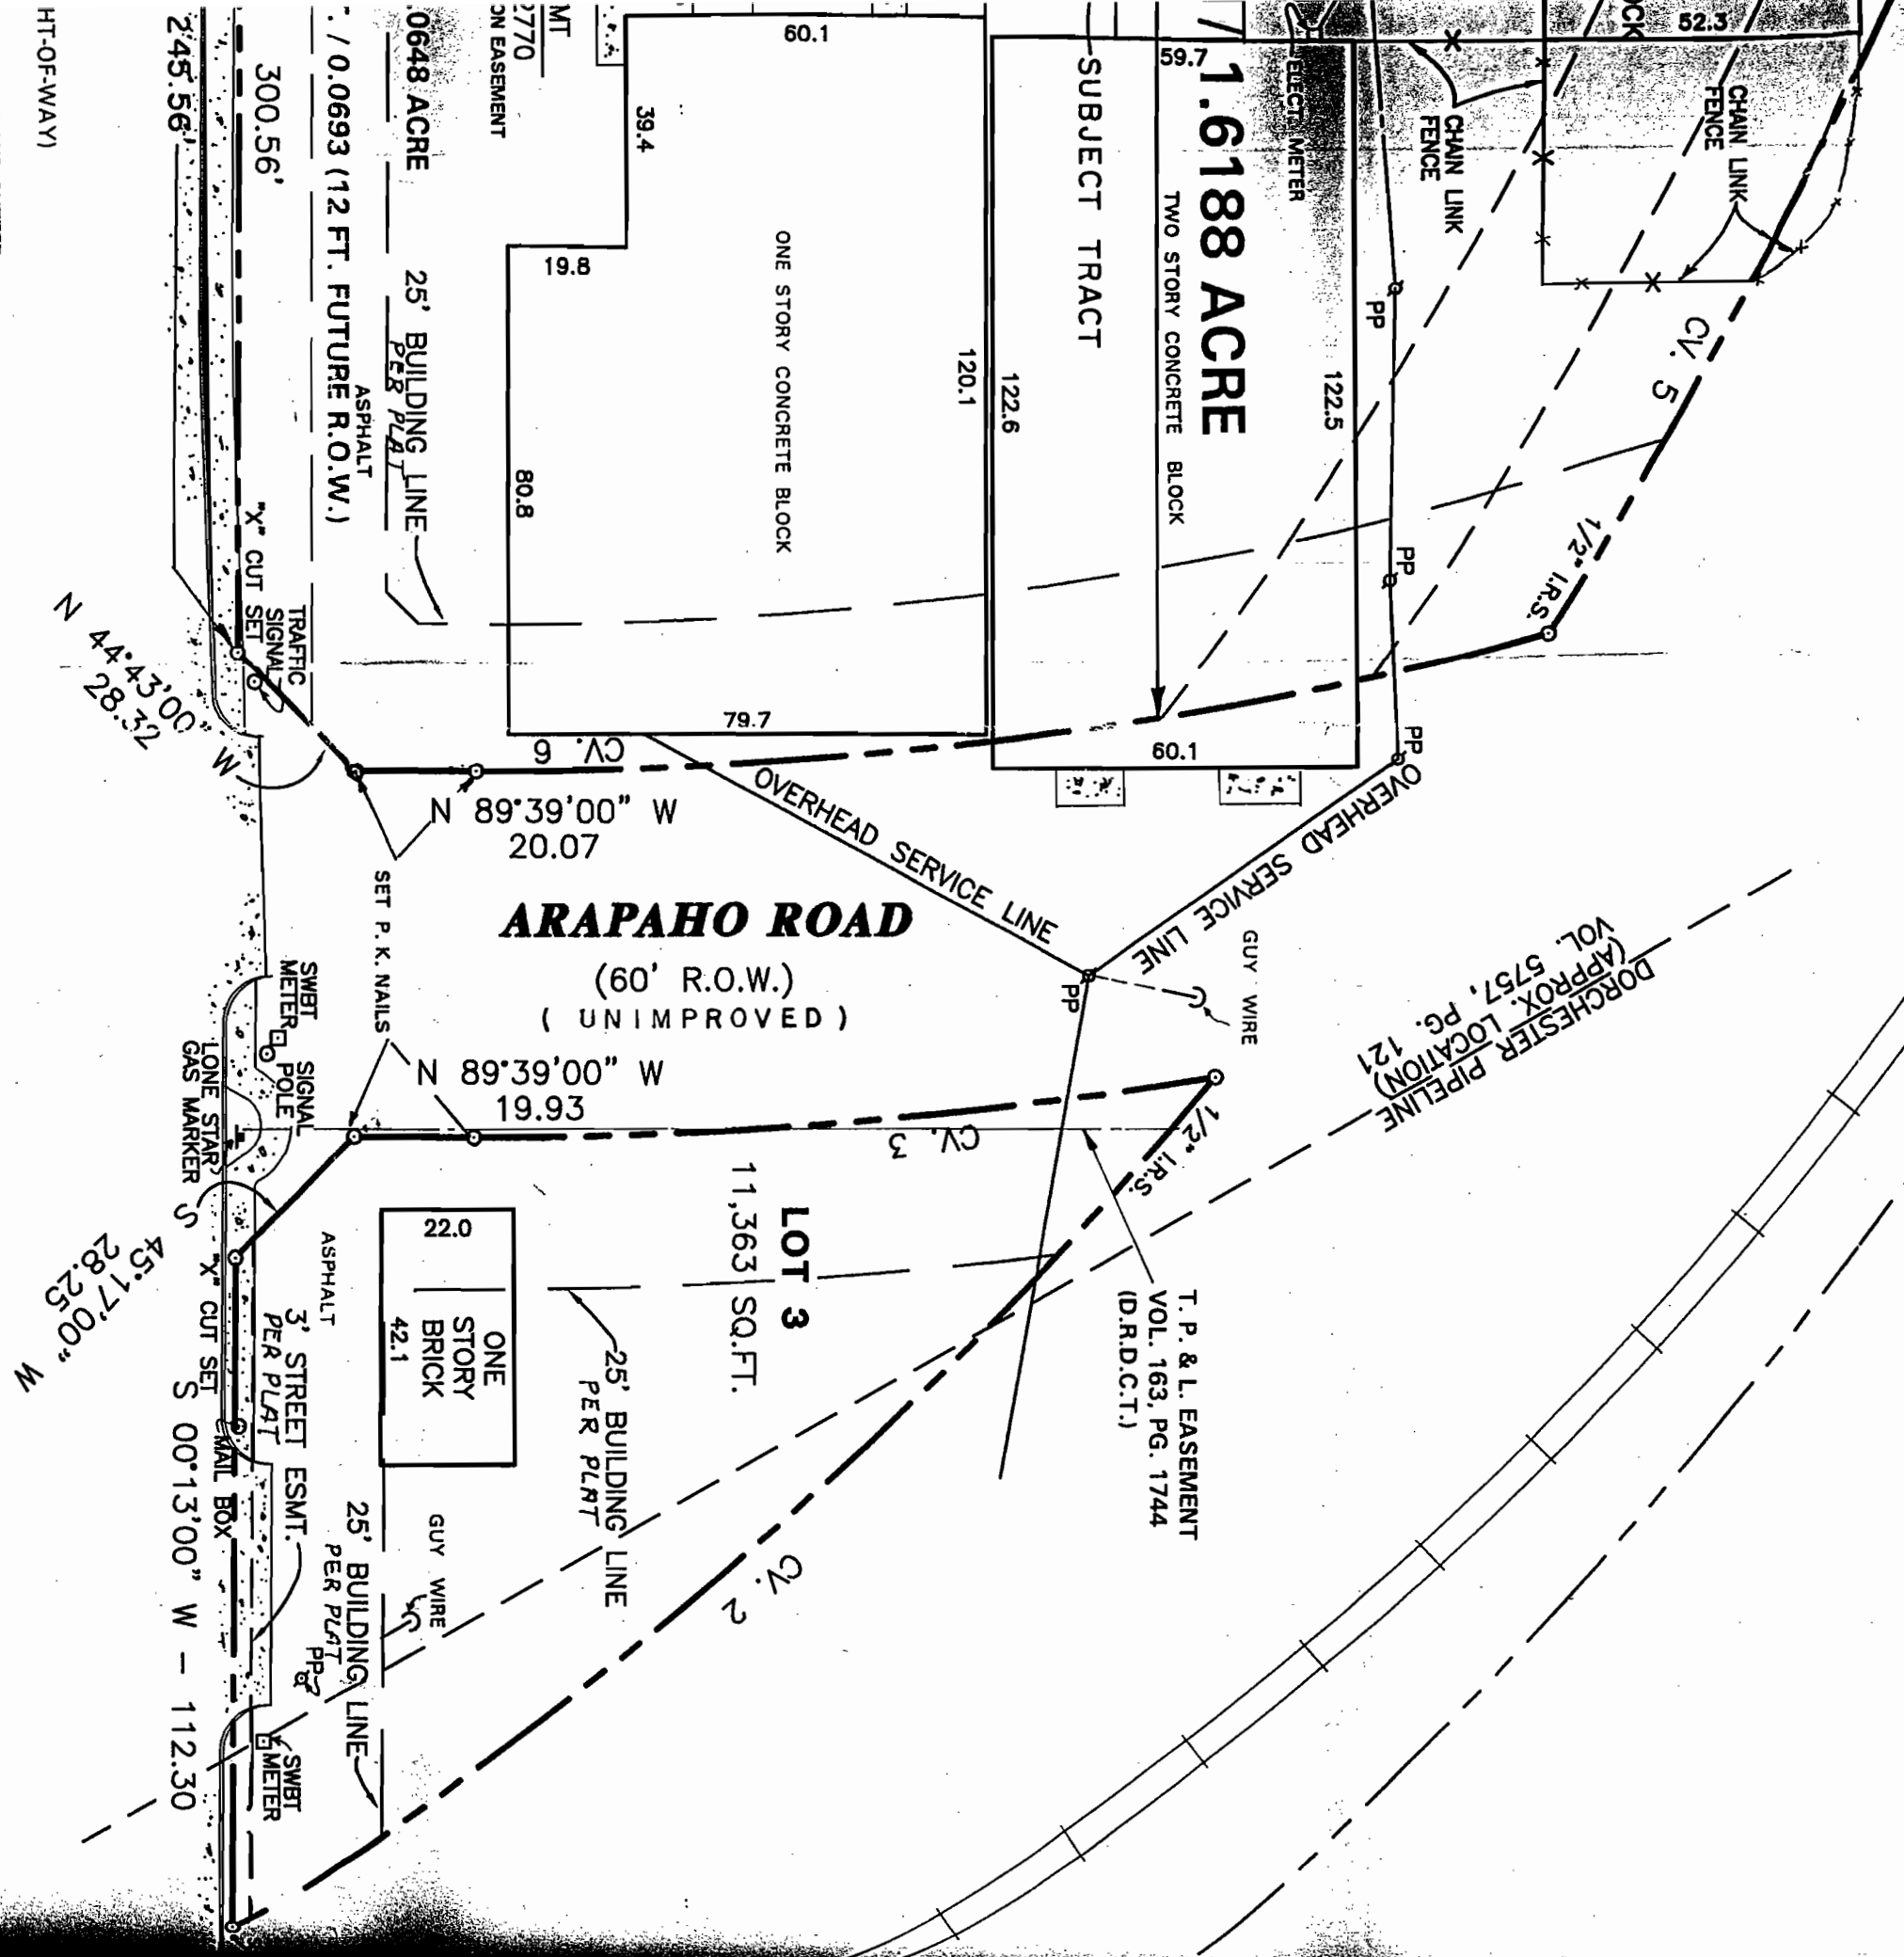 HT-OF-WAY)
245.56'
300.56'
. / 0.0693 (12 FT. FUTURE R.O.W.)
.0648 ACRE
25' BUILDING LINE
PER PLAT
ASPHALT
MT
2770
ON EASEMENT
60.1
39.4
19.8
ONE STORY CONCRETE BLOCK
120.1
80.8
79.7
SUBJECT TRACT
59.7
1.6188 ACRE
TWO STORY CONCRETE BLOCK
122.6
122.5
60.1
ELECT. METER
CHAIN LINK
FENCE
52.3
CHAIN LINK
FENCE
OCK
PP
CV. 5
PP
1/2" I.R.S.
PP
"X" CUT SET
TRAFFIC
SIGNAL
N 44°43'00" W
28.32
CV. 6
N 89°39'00" W
20.07
OVERHEAD SERVICE LINE
OVERHEAD SERVICE LINE
SET P. K. NAILS
ARAPAHO ROAD
(60' R.O.W.)
( UNIMPROVED )
PP
GUY WIRE
DORCHESTER PIPELINE
(APPROX. LOCATION)
VOL. 5757, PG. 121
SWBT
METER
SIGNAL
POLE
LONE STAR
GAS MARKER
N 89°39'00" W
19.93
CV. 3
1/2" I.R.S.
S 45°17'00" W
28.25
"X" CUT SET
ASPHALT
22.0
ONE
STORY
BRICK
42.1
LOT 3
11,363 SQ.FT.
T. P. & L. EASEMENT
VOL. 163, PG. 1744
(D.R.D.C.T.)
25' BUILDING LINE
PER PLAT
3' STREET ESMT.
PER PLAT
MAIL BOX
S 00°13'00" W - 112.30
25' BUILDING LINE
PER PLAT
GUY WIRE
PP
CV. 2
SWBT
METER